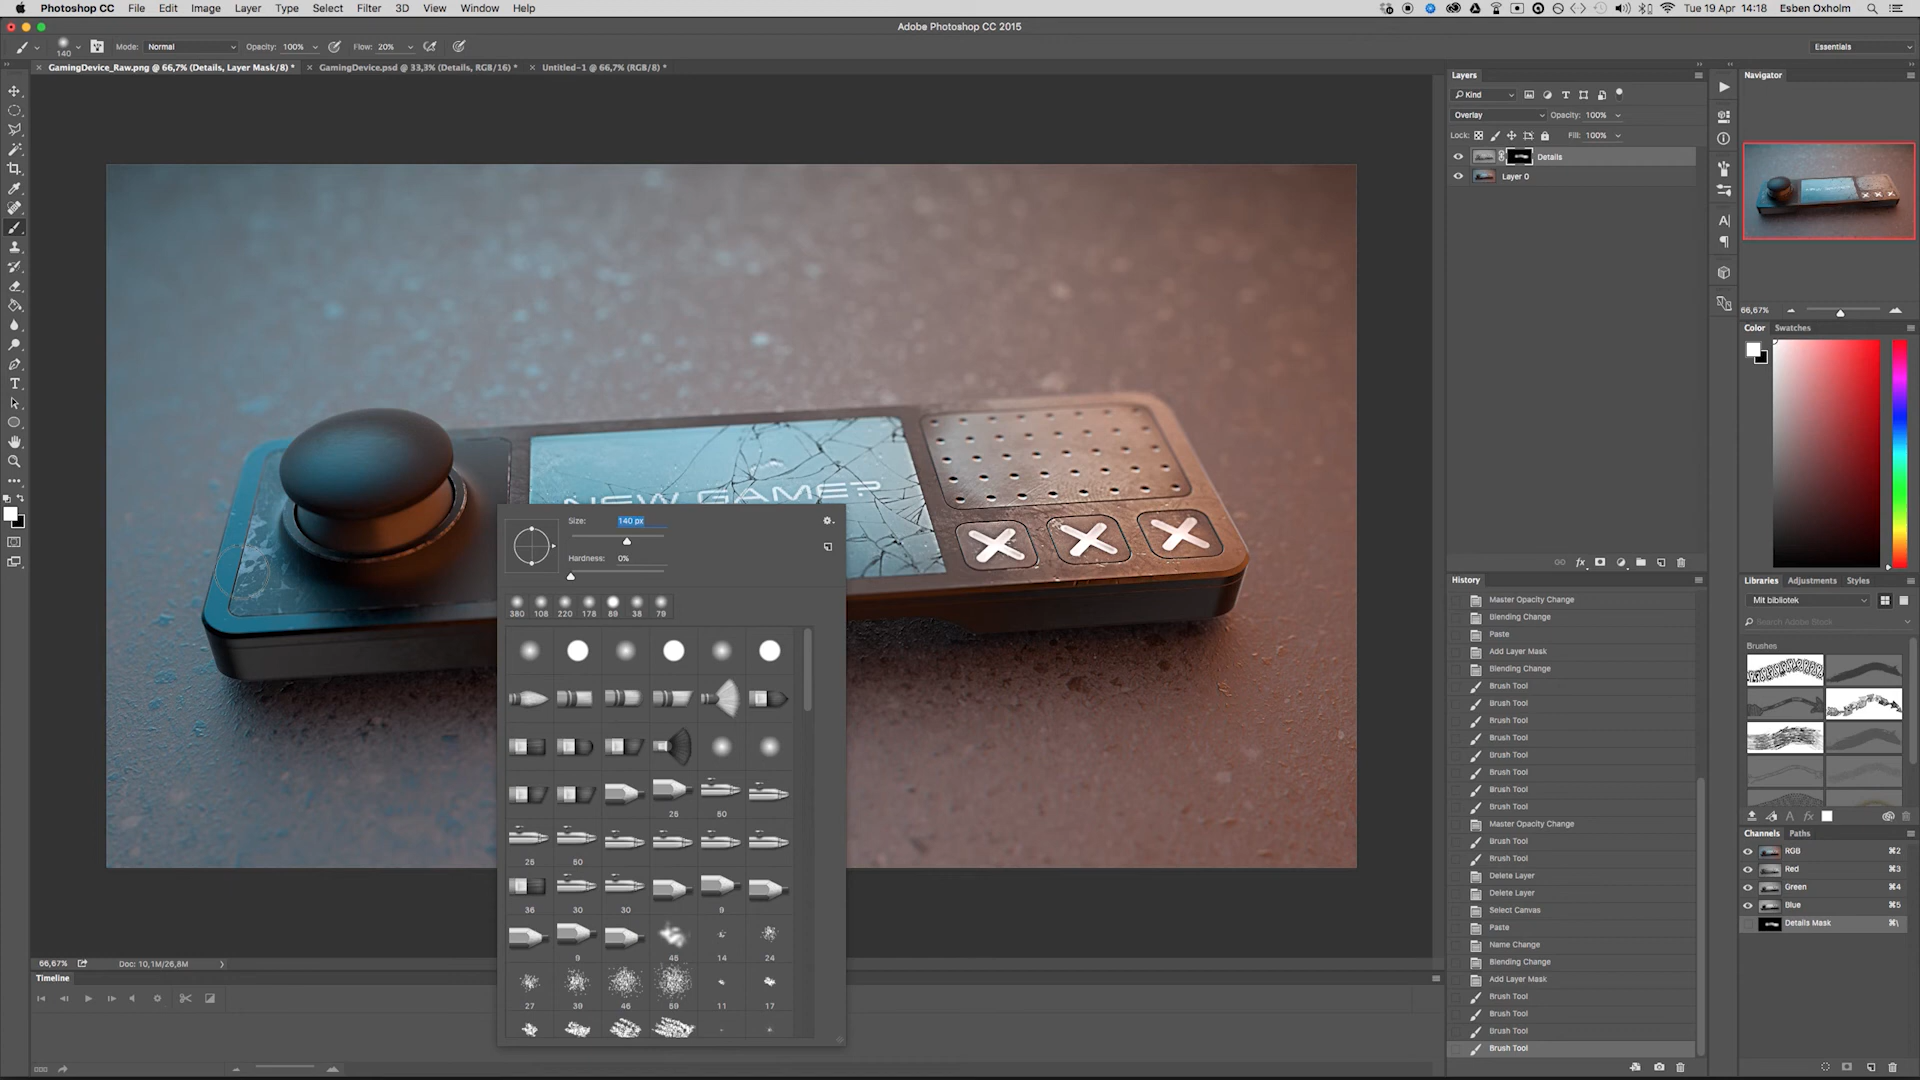 Photoshop CC File Edit Image Layer Type Select Filter 3D View Window Help
Tue 19 Apr 14:18 Esben Oxholm
Adobe Photoshop CC 2015
140 Mode: Normal Opacity: 100% Flow: 20% Essentials
GamingDevice_Raw.png @ 66,7% (Details, Layer Mask/8) * GamingDevice.psd @ 33,3% (Details, RGB/16) * Untitled-1 @ 66,7% (RGB/8) *
Layers
Kind
Overlay Opacity: 100%
Lock: Fill: 100%
Details
Layer 0
Navigator
66,67%
Color Swatches
NEW GAME?
Size: 140 px
Hardness: 0%
380 108 220 178 89 38 79
25 50
25 50
36 30 30 9
9 45 14 24
27 39 46 59 11 17
History
Master Opacity Change
Blending Change
Paste
Add Layer Mask
Blending Change
Brush Tool
Brush Tool
Brush Tool
Brush Tool
Brush Tool
Brush Tool
Brush Tool
Brush Tool
Master Opacity Change
Brush Tool
Brush Tool
Delete Layer
Delete Layer
Select Canvas
Paste
Name Change
Blending Change
Add Layer Mask
Brush Tool
Brush Tool
Brush Tool
Brush Tool
Libraries Adjustments Styles
Mit bibliotek
Search Adobe Stock
Brushes
Channels Paths
RGB ⌘2
Red ⌘3
Green ⌘4
Blue ⌘5
Details Mask ⌘\
66,67% Doc: 10,1M/26,8M
Timeline